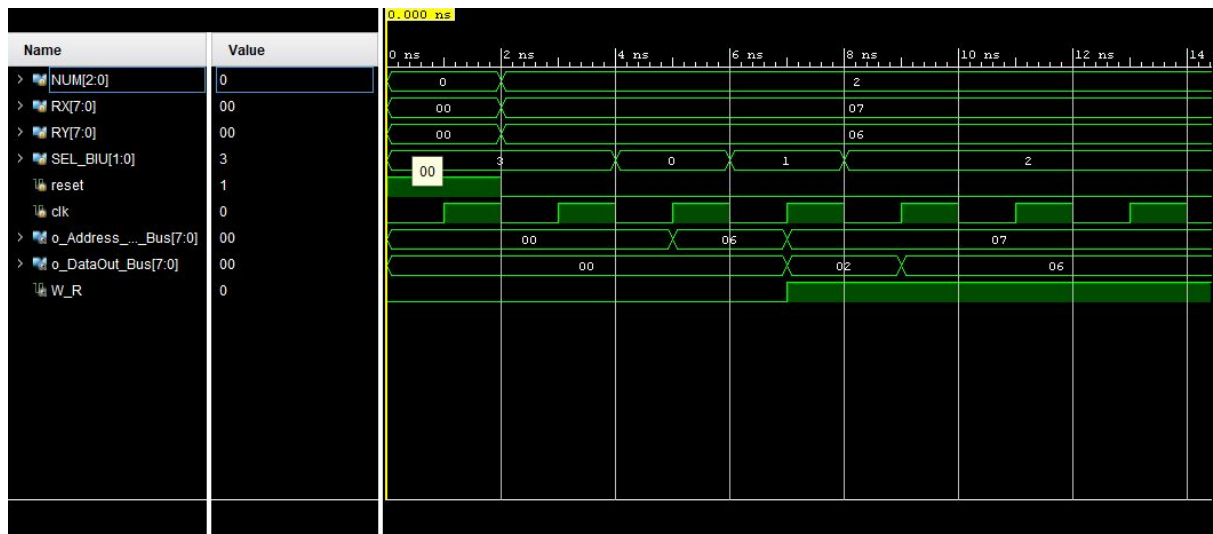 0.000 ns
Name Value 0 ns 2 ns 4 ns 6 ns 8 ns 10 ns 12 ns 14
NUM[2:0] 0 0 2
RX[7:0] 00 00 07
RY[7:0] 00 00 06
SEL_BIU[1:0] 3 3 0 1 2
00
reset 1
clk 0
o_Address_..._Bus[7:0] 00 00 06 07
o_DataOut_Bus[7:0] 00 00 02 06
W_R 0